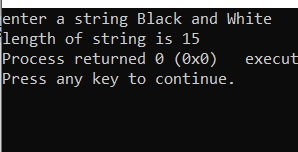 enter a string Black and White
length of string is 15
Process returned 0 (0x0)   execut
Press any key to continue.